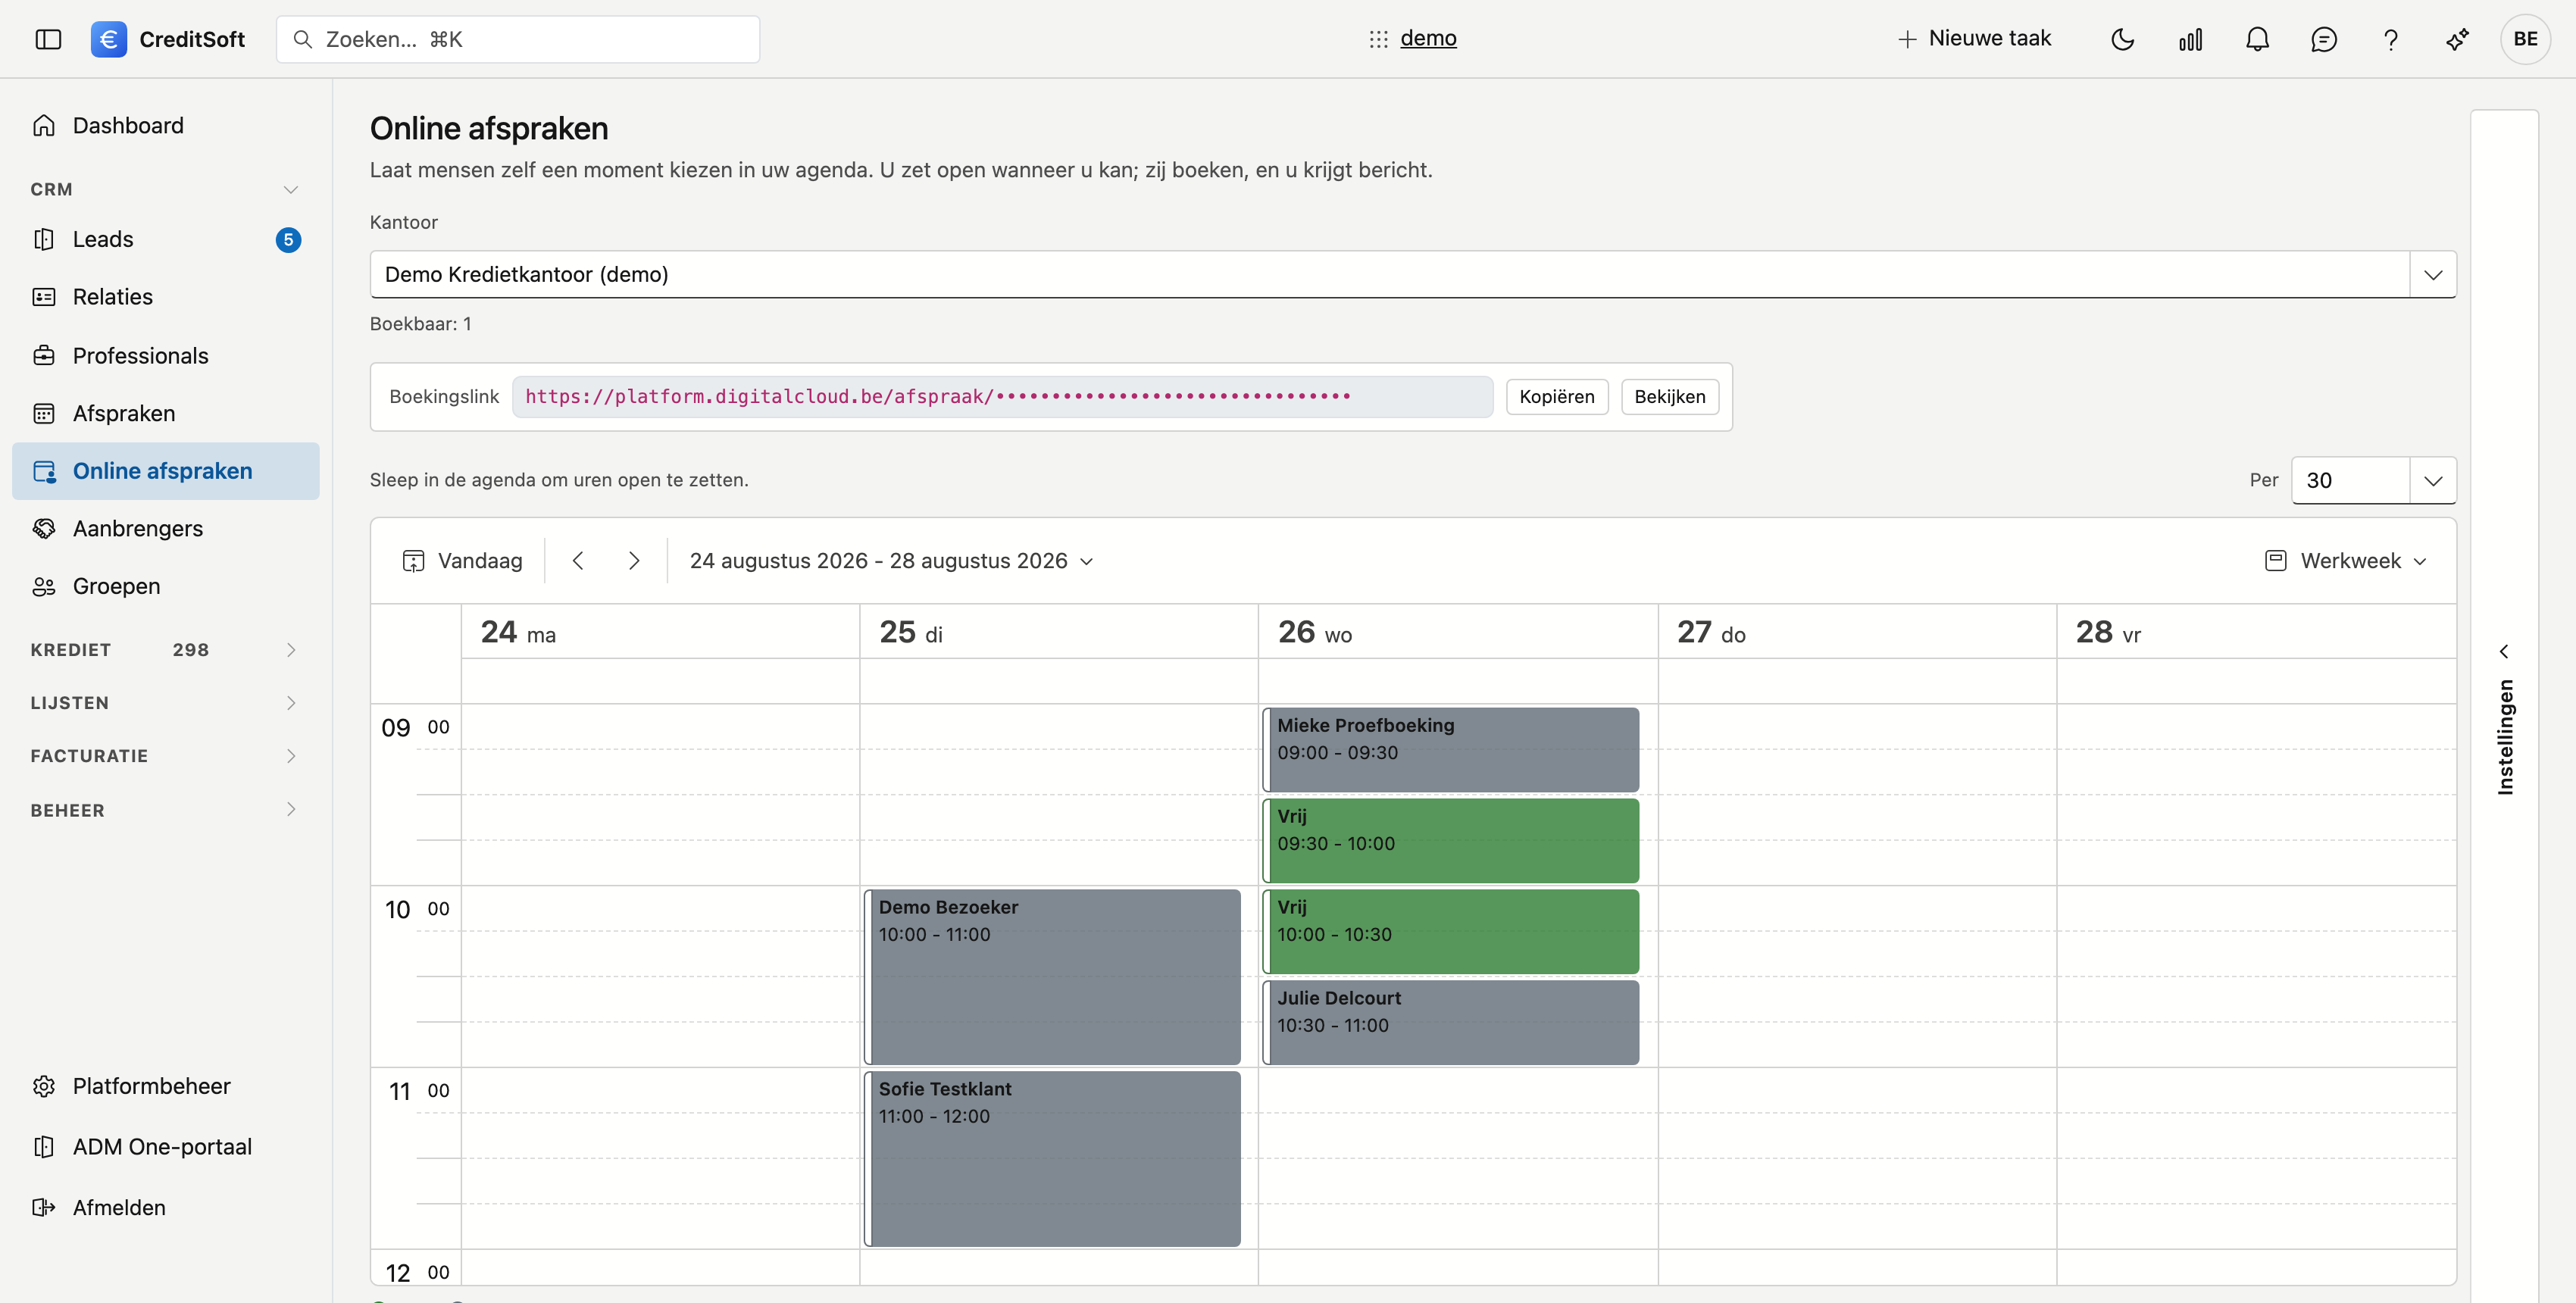 CreditSoft
Zoeken... ⌘K
demo
Nieuwe taak
BE
Dashboard
CRM
Leads 5
Relaties
Professionals
Afspraken
Online afspraken
Aanbrengers
Groepen
KREDIET 298
LIJSTEN
FACTURATIE
BEHEER
Platformbeheer
ADM One-portaal
Afmelden
Online afspraken
Laat mensen zelf een moment kiezen in uw agenda. U zet open wanneer u kan; zij boeken, en u krijgt bericht.
Kantoor
Demo Kredietkantoor (demo)
Boekbaar: 1
Boekingslink https://platform.digitalcloud.be/afspraak/•••••••••••••••••••••••••••••••• Kopiëren Bekijken
Sleep in de agenda om uren open te zetten.
Per 30
Vandaag
24 augustus 2026 - 28 augustus 2026
Werkweek
24 ma 25 di 26 wo 27 do 28 vr
09 00
Mieke Proefboeking
09:00 - 09:30
Vrij
09:30 - 10:00
10 00
Demo Bezoeker
10:00 - 11:00
Vrij
10:00 - 10:30
Julie Delcourt
10:30 - 11:00
11 00
Sofie Testklant
11:00 - 12:00
12 00
Instellingen